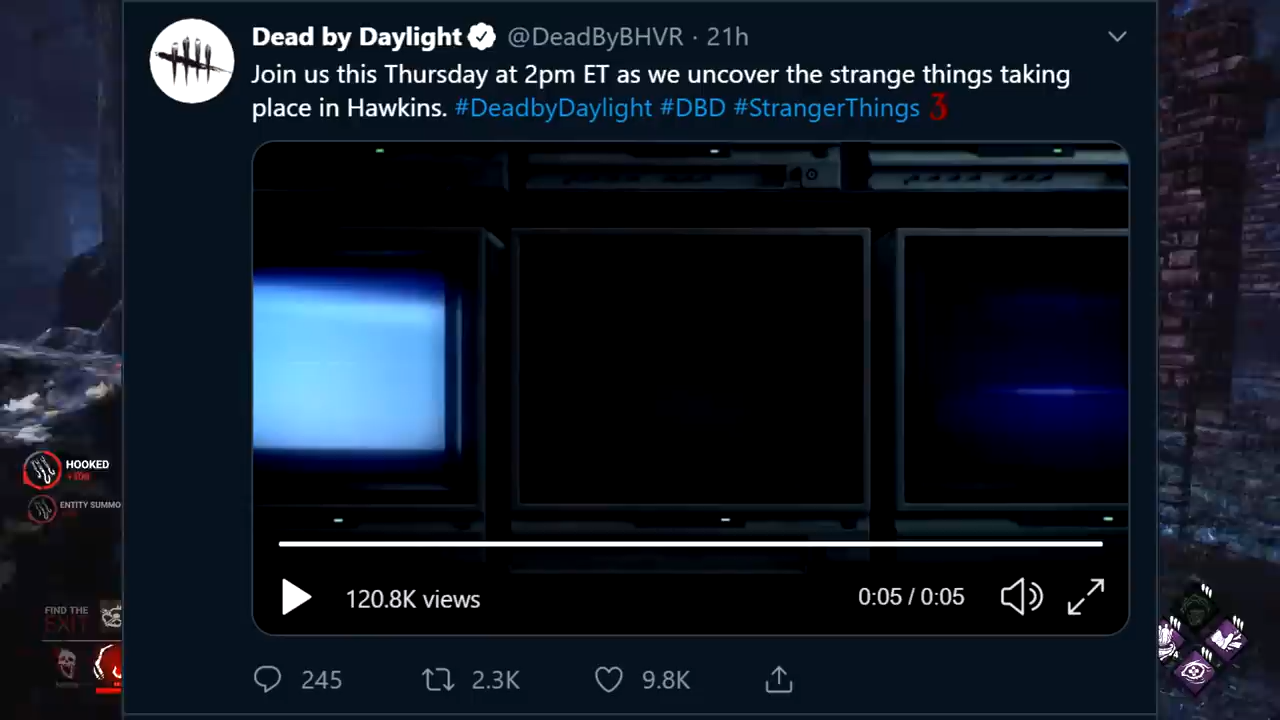 Dead by Daylight @DeadByBHVR · 21h
Join us this Thursday at 2pm ET as we uncover the strange things taking
place in Hawkins. #DeadbyDaylight #DBD #StrangerThings 3
HOOKED
ENTITY SUMMO
120.8K views
0:05 / 0:05
FIND THE
EXIT
245
2.3K
9.8K